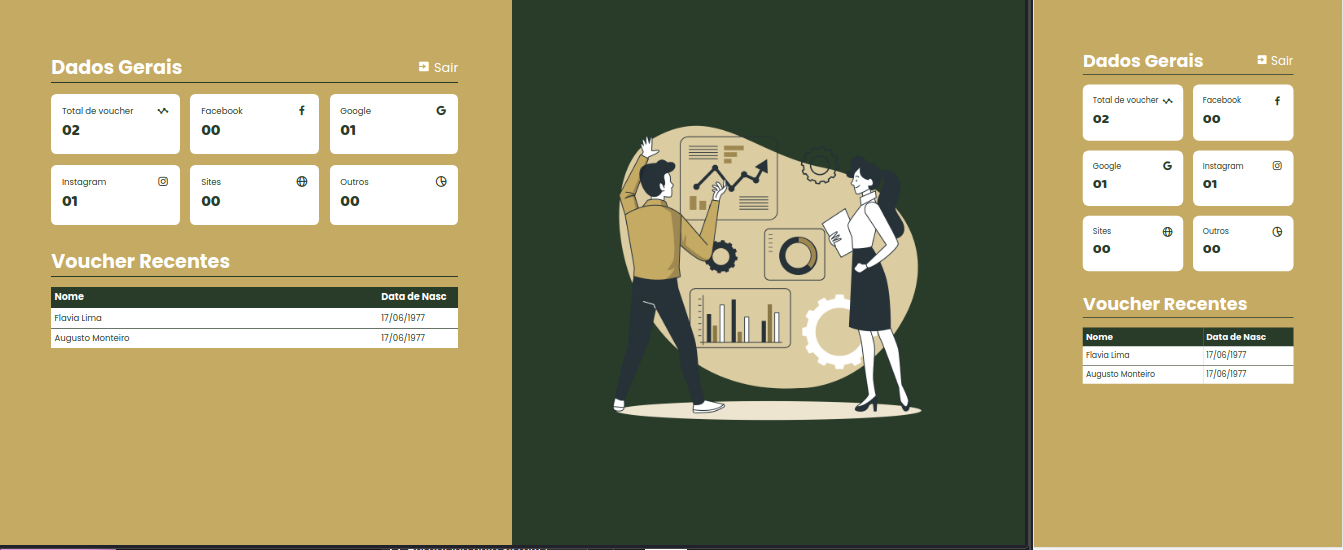 Dados Gerais
Sair
Total de voucher
Facebook
Google
02
00
01
Instagram
Sites
Outros
01
00
00
Voucher Recentes
Nome Data de Nasc
Flavia Lima 17/06/1977
Augusto Monteiro 17/06/1977
Dados Gerais
Sair
Total de voucher
Facebook
02
00
Google
Instagram
01
01
Sites
Outros
00
00
Voucher Recentes
Nome Data de Nasc
Flavia Lima 17/06/1977
Augusto Monteiro 17/06/1977